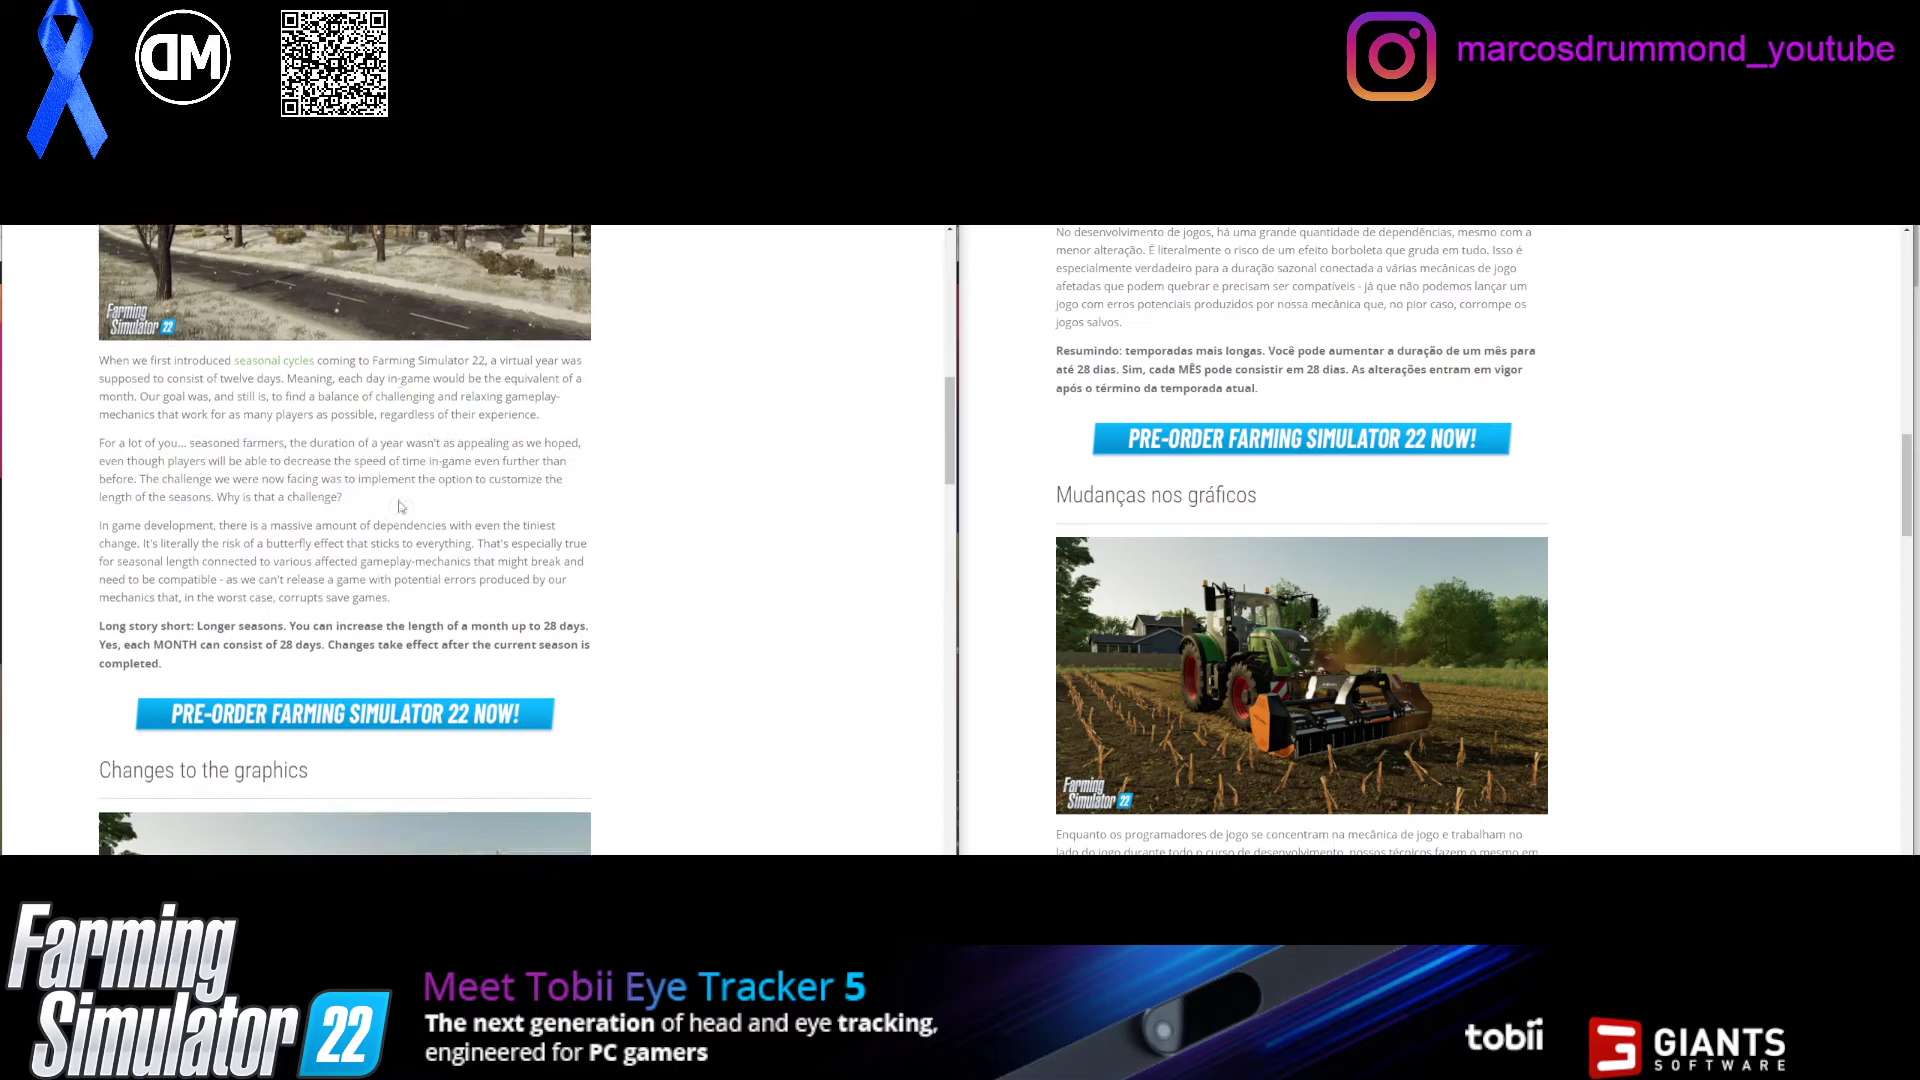 DM
marcosdrummond_youtube
Farming
Simulator 22
When we first introduced seasonal cycles coming to Farming Simulator 22, a virtual year was
supposed to consist of twelve days. Meaning, each day in-game would be the equivalent of a
month. Our goal was, and still is, to find a balance of challenging and relaxing gameplay-
mechanics that work for as many players as possible, regardless of their experience.
For a lot of you... seasoned farmers, the duration of a year wasn't as appealing as we hoped,
even though players will be able to decrease the speed of time in-game even further than
before. The challenge we were now facing was to implement the option to customize the
length of the seasons. Why is that a challenge?
In game development, there is a massive amount of dependencies with even the tiniest
change. It's literally the risk of a butterfly effect that sticks to everything. That's especially true
for seasonal length connected to various affected gameplay-mechanics that might break and
need to be compatible - as we can't release a game with potential errors produced by our
mechanics that, in the worst case, corrupts save games.
Long story short: Longer seasons. You can increase the length of a month up to 28 days.
Yes, each MONTH can consist of 28 days. Changes take effect after the current season is
completed.
PRE-ORDER FARMING SIMULATOR 22 NOW!
Changes to the graphics
No desenvolvimento de jogos, há uma grande quantidade de dependências, mesmo com a
menor alteração. É literalmente o risco de um efeito borboleta que gruda em tudo. Isso é
especialmente verdadeiro para a duração sazonal conectada a várias mecânicas de jogo
afetadas que podem quebrar e precisam ser compatíveis - já que não podemos lançar um
jogo com erros potenciais produzidos por nossa mecânica que, no pior caso, corrompe os
jogos salvos.
Resumindo: temporadas mais longas. Você pode aumentar a duração de um mês para
até 28 dias. Sim, cada MÊS pode consistir em 28 dias. As alterações entram em vigor
após o término da temporada atual.
PRE-ORDER FARMING SIMULATOR 22 NOW!
Mudanças nos gráficos
Farming
Simulator 22
Enquanto os programadores de jogo se concentram na mecânica de jogo e trabalham no
lado do jogo durante todo o curso de desenvolvimento, nossos técnicos fazem o mesmo em
Farming
Simulator 22
Meet Tobii Eye Tracker 5
The next generation of head and eye tracking,
engineered for PC gamers
tobii
GIANTS
SOFTWARE